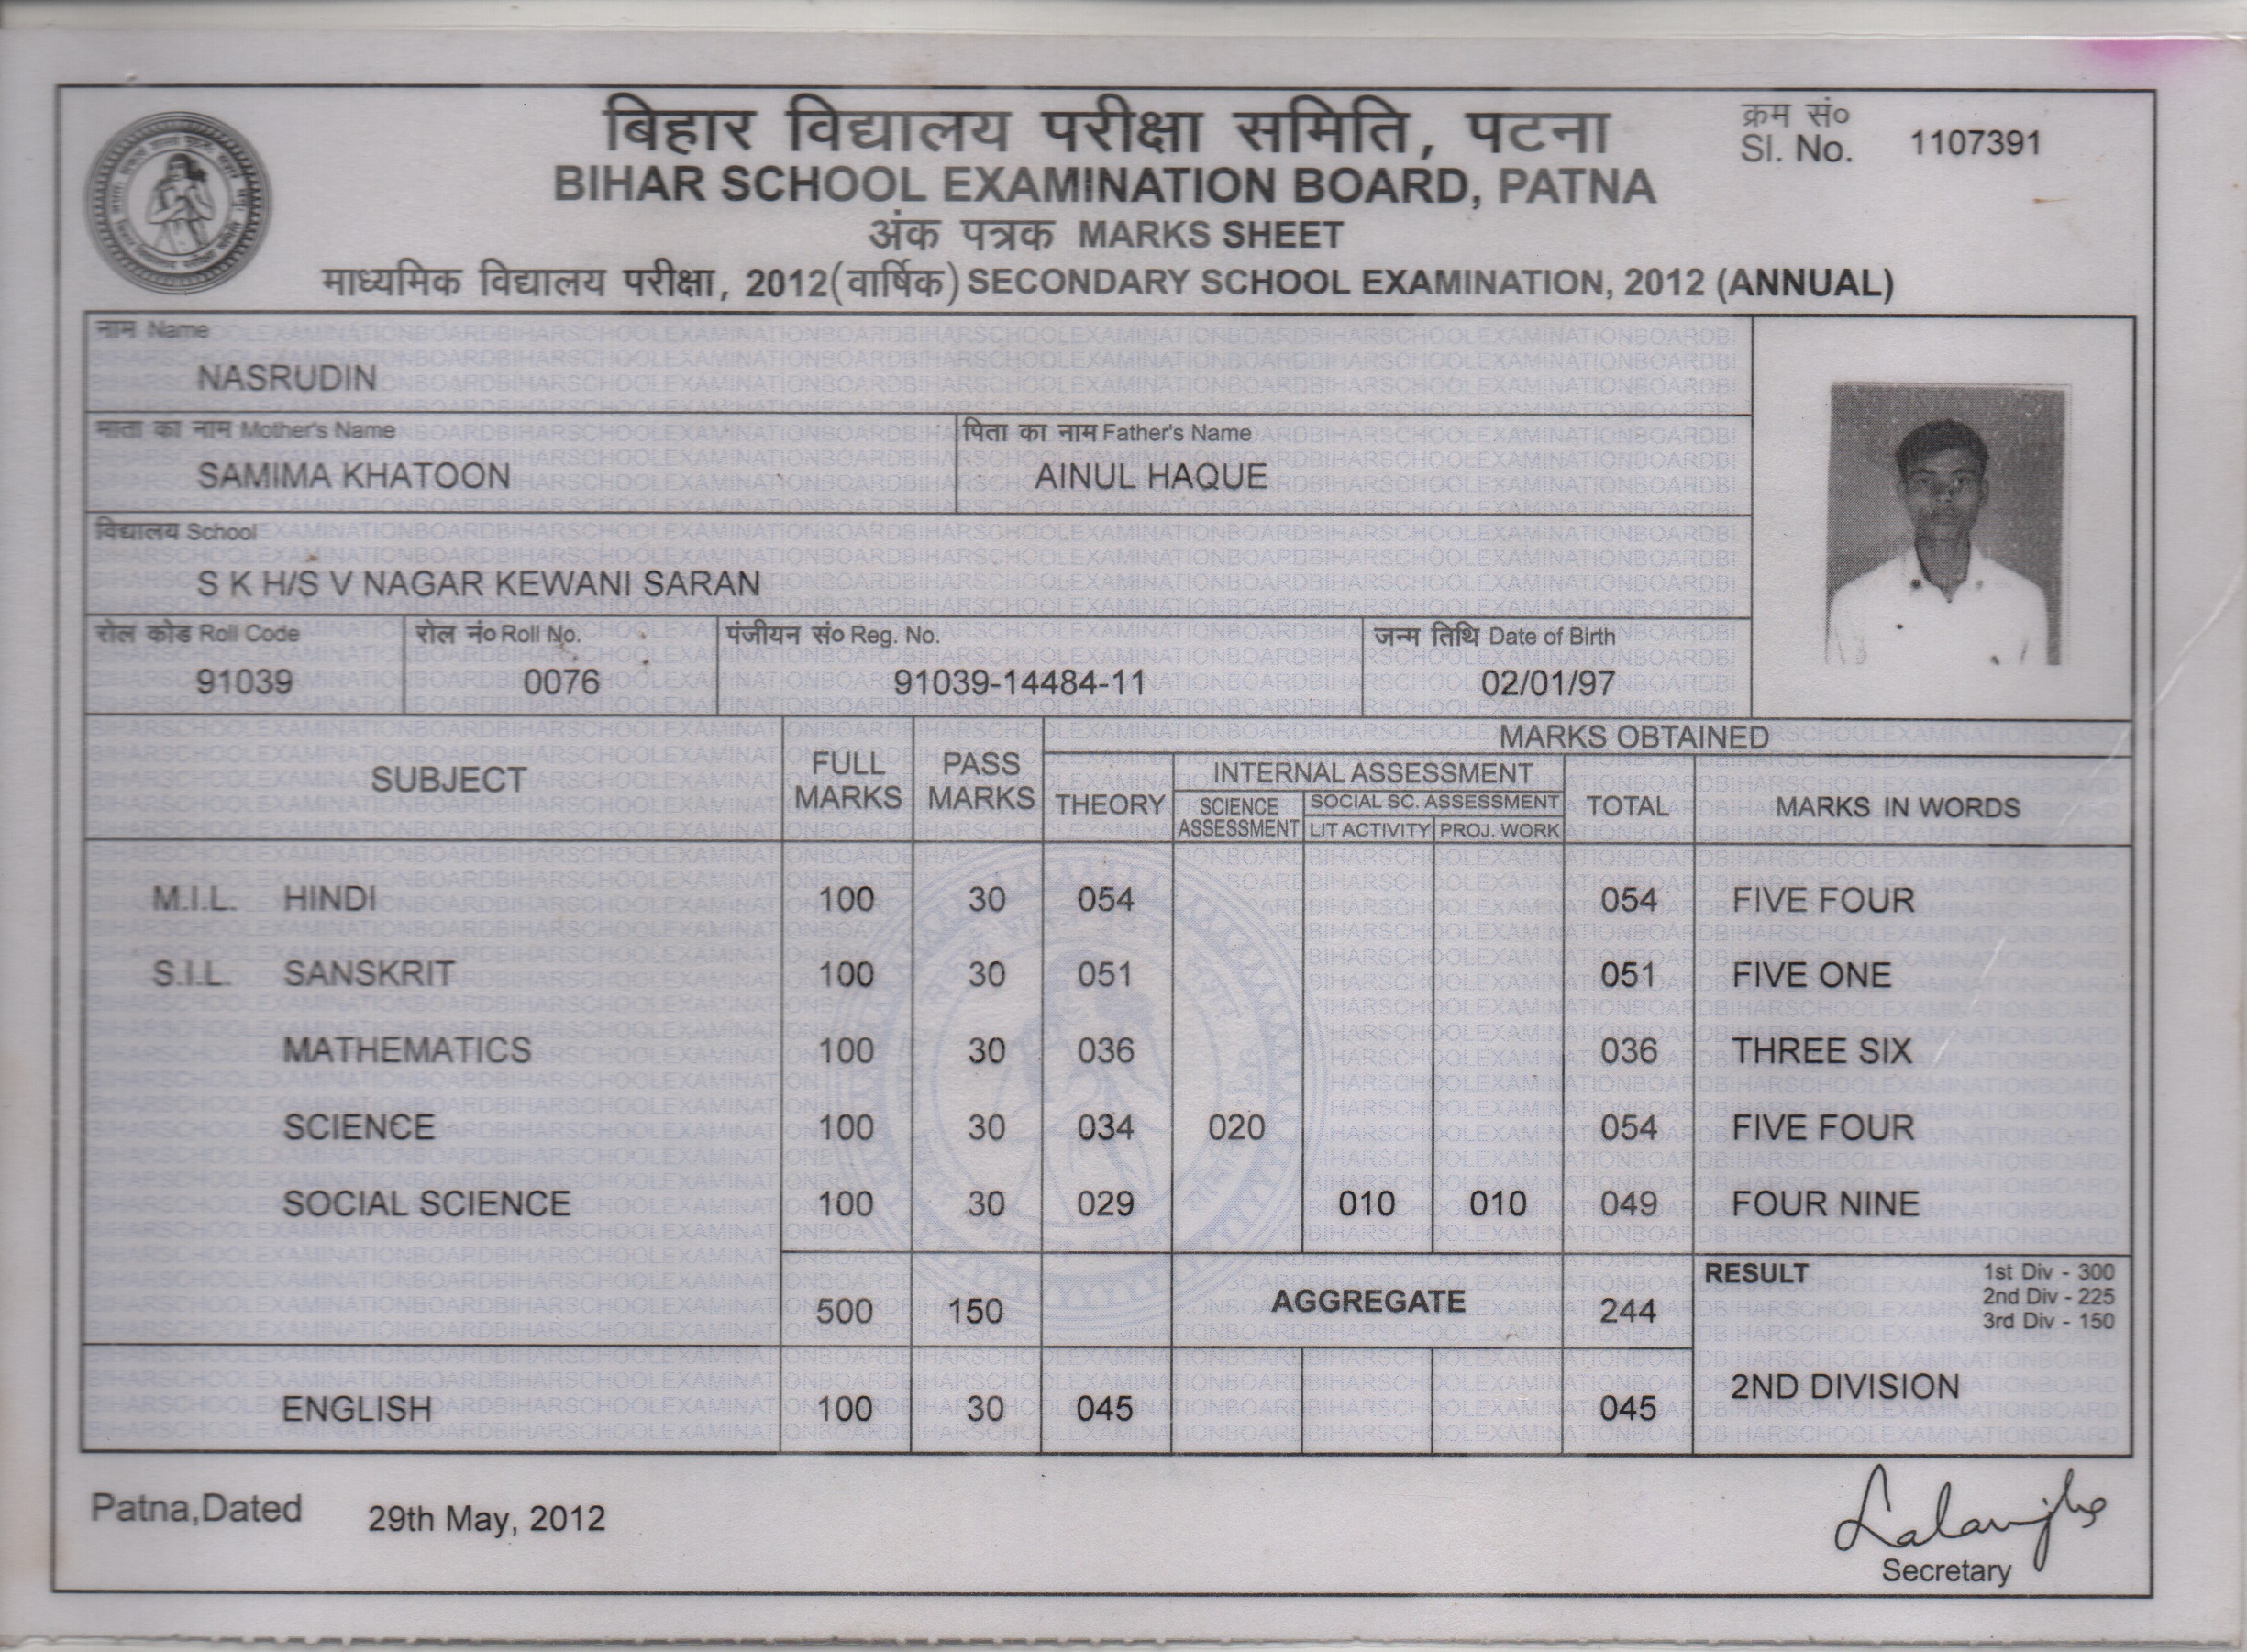 बिहार विद्यालय परीक्षा समिति, पटना
क्रम सं०
Sl. No. 1107391
BIHAR SCHOOL EXAMINATION BOARD, PATNA
अंक पत्रक MARKS SHEET
माध्यमिक विद्यालय परीक्षा, 2012(वार्षिक) SECONDARY SCHOOL EXAMINATION, 2012 (ANNUAL)
नाम Name
NASRUDIN
माता का नाम Mother's Name पिता का नाम Father's Name
SAMIMA KHATOON AINUL HAQUE
विद्यालय School
S K H/S V NAGAR KEWANI SARAN
रोल कोड Roll Code रोल नं० Roll No. पंजीयन सं० Reg. No. जन्म तिथि Date of Birth
91039 0076 91039-14484-11 02/01/97
MARKS OBTAINED
SUBJECT FULL MARKS PASS MARKS THEORY INTERNAL ASSESSMENT TOTAL MARKS IN WORDS
SCIENCE ASSESSMENT SOCIAL SC. ASSESSMENT
LIT ACTIVITY PROJ. WORK
M.I.L. HINDI 100 30 054 054 FIVE FOUR
S.I.L. SANSKRIT 100 30 051 051 FIVE ONE
MATHEMATICS 100 30 036 036 THREE SIX
SCIENCE 100 30 034 020 054 FIVE FOUR
SOCIAL SCIENCE 100 30 029 010 010 049 FOUR NINE
500 150 AGGREGATE 244
RESULT 1st Div - 300
2nd Div - 225
3rd Div - 150
2ND DIVISION
ENGLISH 100 30 045 045
Patna,Dated 29th May, 2012
Secretary